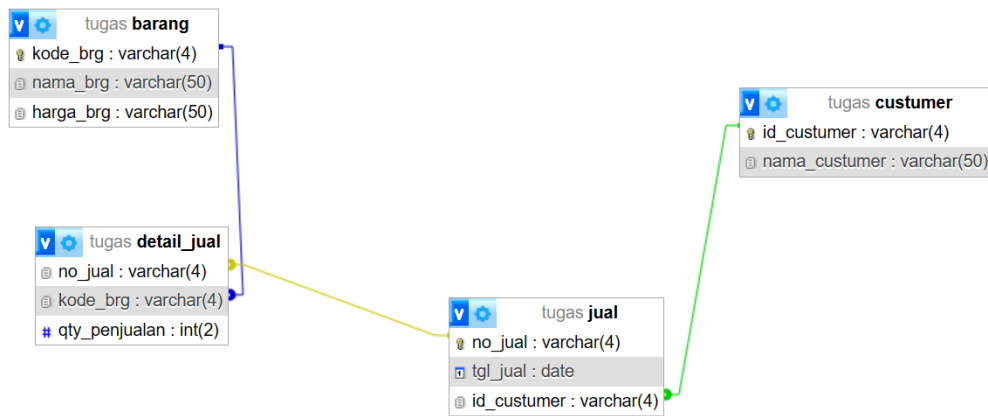 v tugas barang
kode_brg : varchar(4)
nama_brg : varchar(50)
harga_brg : varchar(50)
v tugas custumer
id_custumer : varchar(4)
nama_custumer : varchar(50)
v tugas detail_jual
no_jual : varchar(4)
kode_brg : varchar(4)
# qty_penjualan : int(2)
v tugas jual
no_jual : varchar(4)
tgl_jual : date
id_custumer : varchar(4)